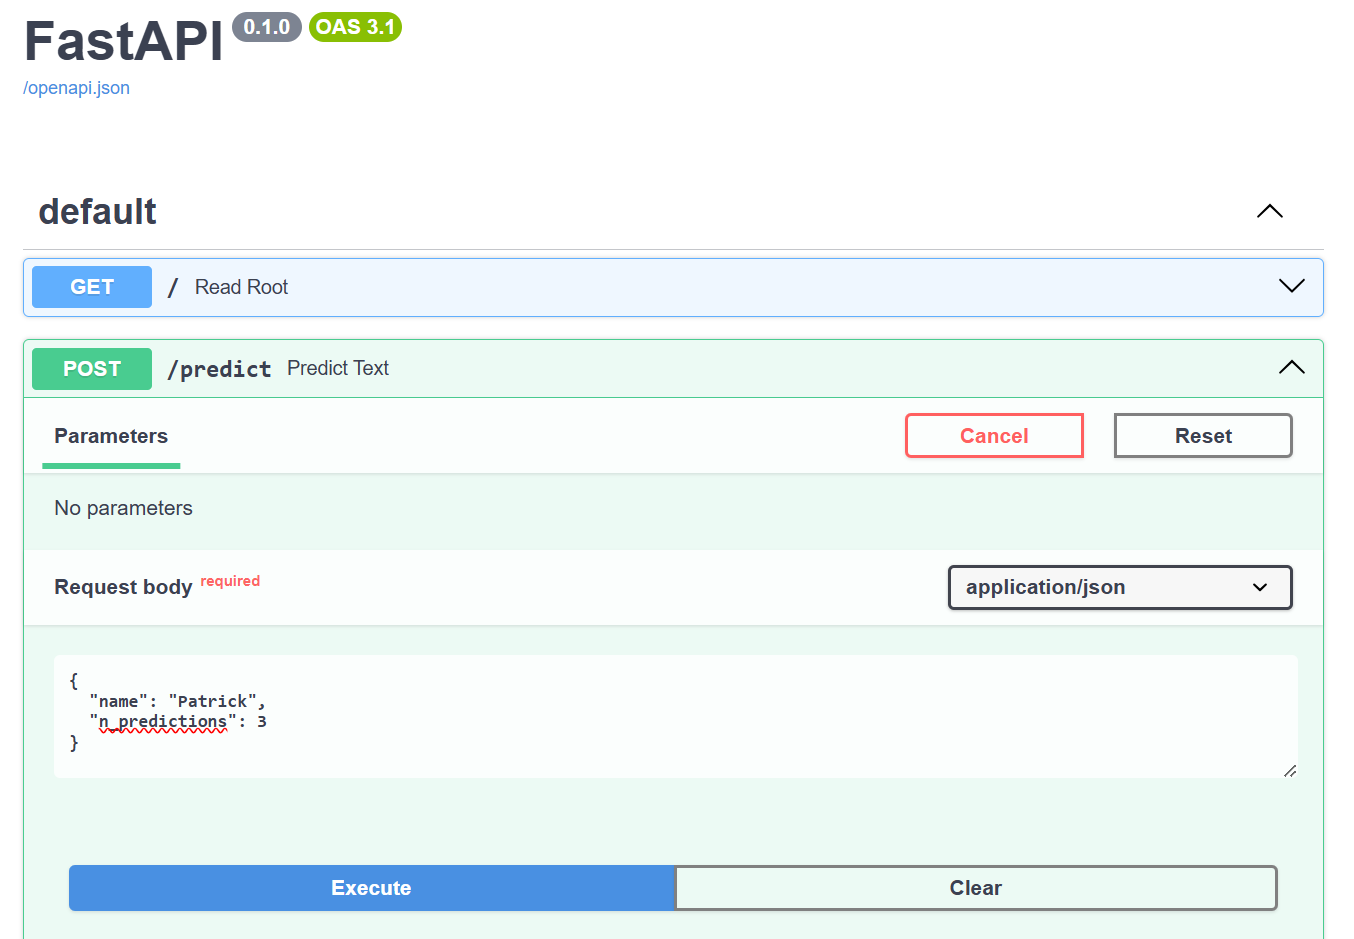 FastAPI 0.1.0 OAS 3.1
/openapi.json
default
GET / Read Root
POST /predict Predict Text
Parameters Cancel Reset
No parameters
Request body required application/json
{
  "name": "Patrick",
  "n_predictions": 3
}
Execute Clear